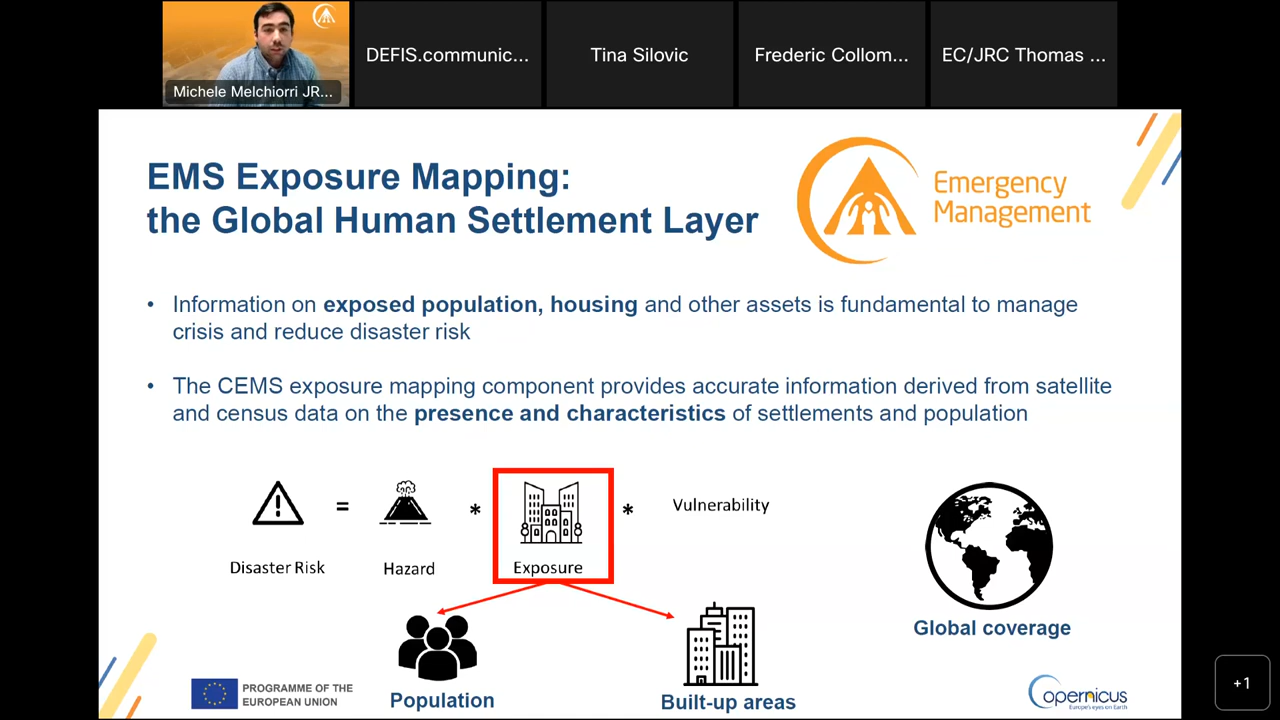 Michele Melchiorri JR...
DEFIS.communic...
Tina Silovic
Frederic Collom...
EC/JRC Thomas ...
EMS Exposure Mapping:
the Global Human Settlement Layer
Emergency
Management
• Information on exposed population, housing and other assets is fundamental to manage
crisis and reduce disaster risk
• The CEMS exposure mapping component provides accurate information derived from satellite
and census data on the presence and characteristics of settlements and population
= * * Vulnerability
Disaster Risk
Hazard
Exposure
Global coverage
Population
Built-up areas
PROGRAMME OF THE
EUROPEAN UNION
Copernicus
Europe's eyes on Earth
+1